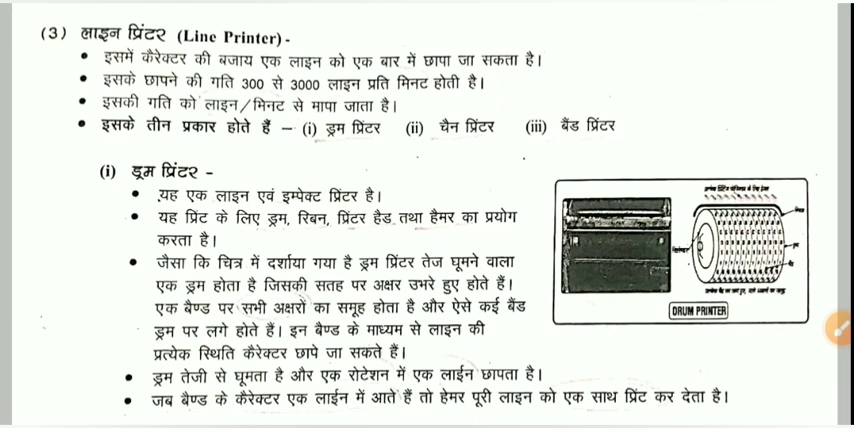 (3) लाइन प्रिंटर (Line Printer) -
• इसमें कैरेक्टर की बजाय एक लाइन को एक बार में छापा जा सकता है।
• इसके छापने की गति 300 से 3000 लाइन प्रति मिनट होती है।
• इसकी गति को लाइन/मिनट से मापा जाता है।
• इसके तीन प्रकार होते हैं – (i) ड्रम प्रिंटर (ii) चैन प्रिंटर (iii) बैंड प्रिंटर
(i) ड्रम प्रिंटर -
• यह एक लाइन एवं इम्पेक्ट प्रिंटर है।
• यह प्रिंट के लिए ड्रम, रिबन, प्रिंटर हैड तथा हैमर का प्रयोग
करता है।
• जैसा कि चित्र में दर्शाया गया है ड्रम प्रिंटर तेज घूमने वाला
एक ड्रम होता है जिसकी सतह पर अक्षर उभरे हुए होते हैं।
एक बैण्ड पर सभी अक्षरों का समूह होता है और ऐसे कई बैंड
ड्रम पर लगे होते हैं। इन बैण्ड के माध्यम से लाइन की
प्रत्येक स्थिति कैरेक्टर छापे जा सकते हैं।
• ड्रम तेजी से घूमता है और एक रोटेशन में एक लाईन छापता है।
• जब बैण्ड के कैरेक्टर एक लाईन में आते हैं तो हेमर पूरी लाइन को एक साथ प्रिंट कर देता है।
DRUM PRINTER